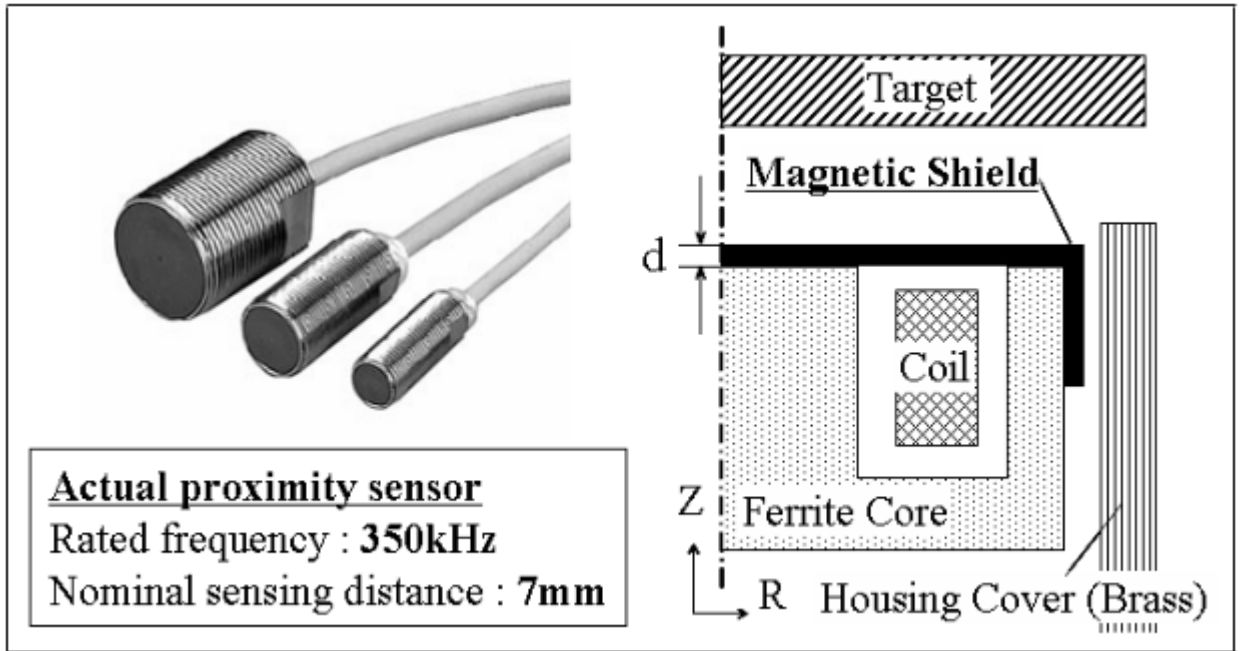 Actual proximity sensor
Rated frequency : 350kHz
Nominal sensing distance : 7mm
Target
Magnetic Shield
d
Coil
Z
Ferrite Core
R
Housing Cover (Brass)